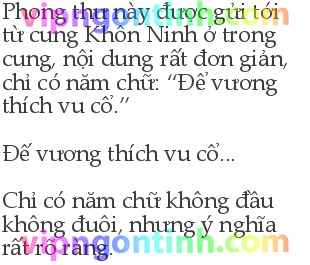 Phong thư này được gửi tới
từ cung Khôn Ninh ở trong
cung, nội dung rất đơn giản,
chỉ có năm chữ: “Để vương
thích vu cổ.”
Đế vương thích vu cổ...
Chỉ có năm chữ không đầu
không đuôi, nhưng ý nghĩa
rất rõ ràng.
vipngontinh.com
vipngontinh.com